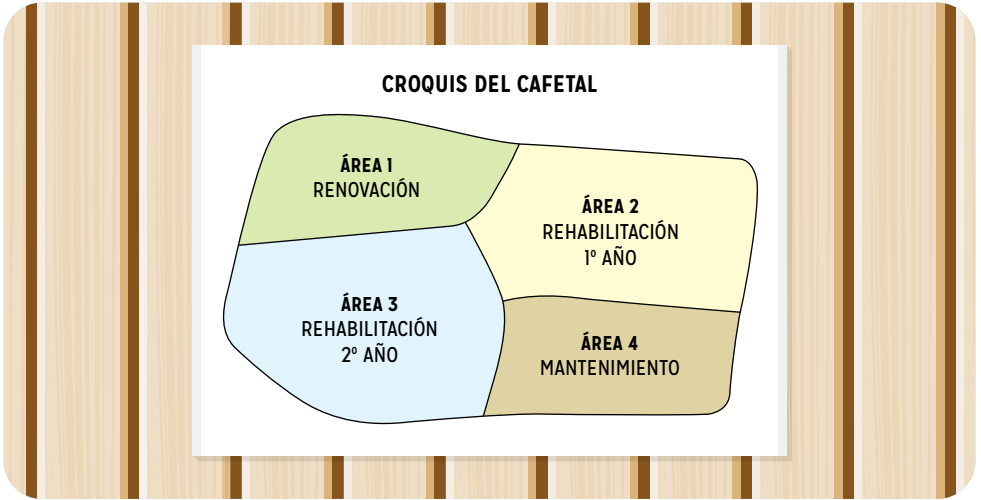 CROQUIS DEL CAFETAL
ÁREA 1
RENOVACIÓN
ÁREA 2
REHABILITACIÓN
1º AÑO
ÁREA 3
REHABILITACIÓN
2º AÑO
ÁREA 4
MANTENIMIENTO